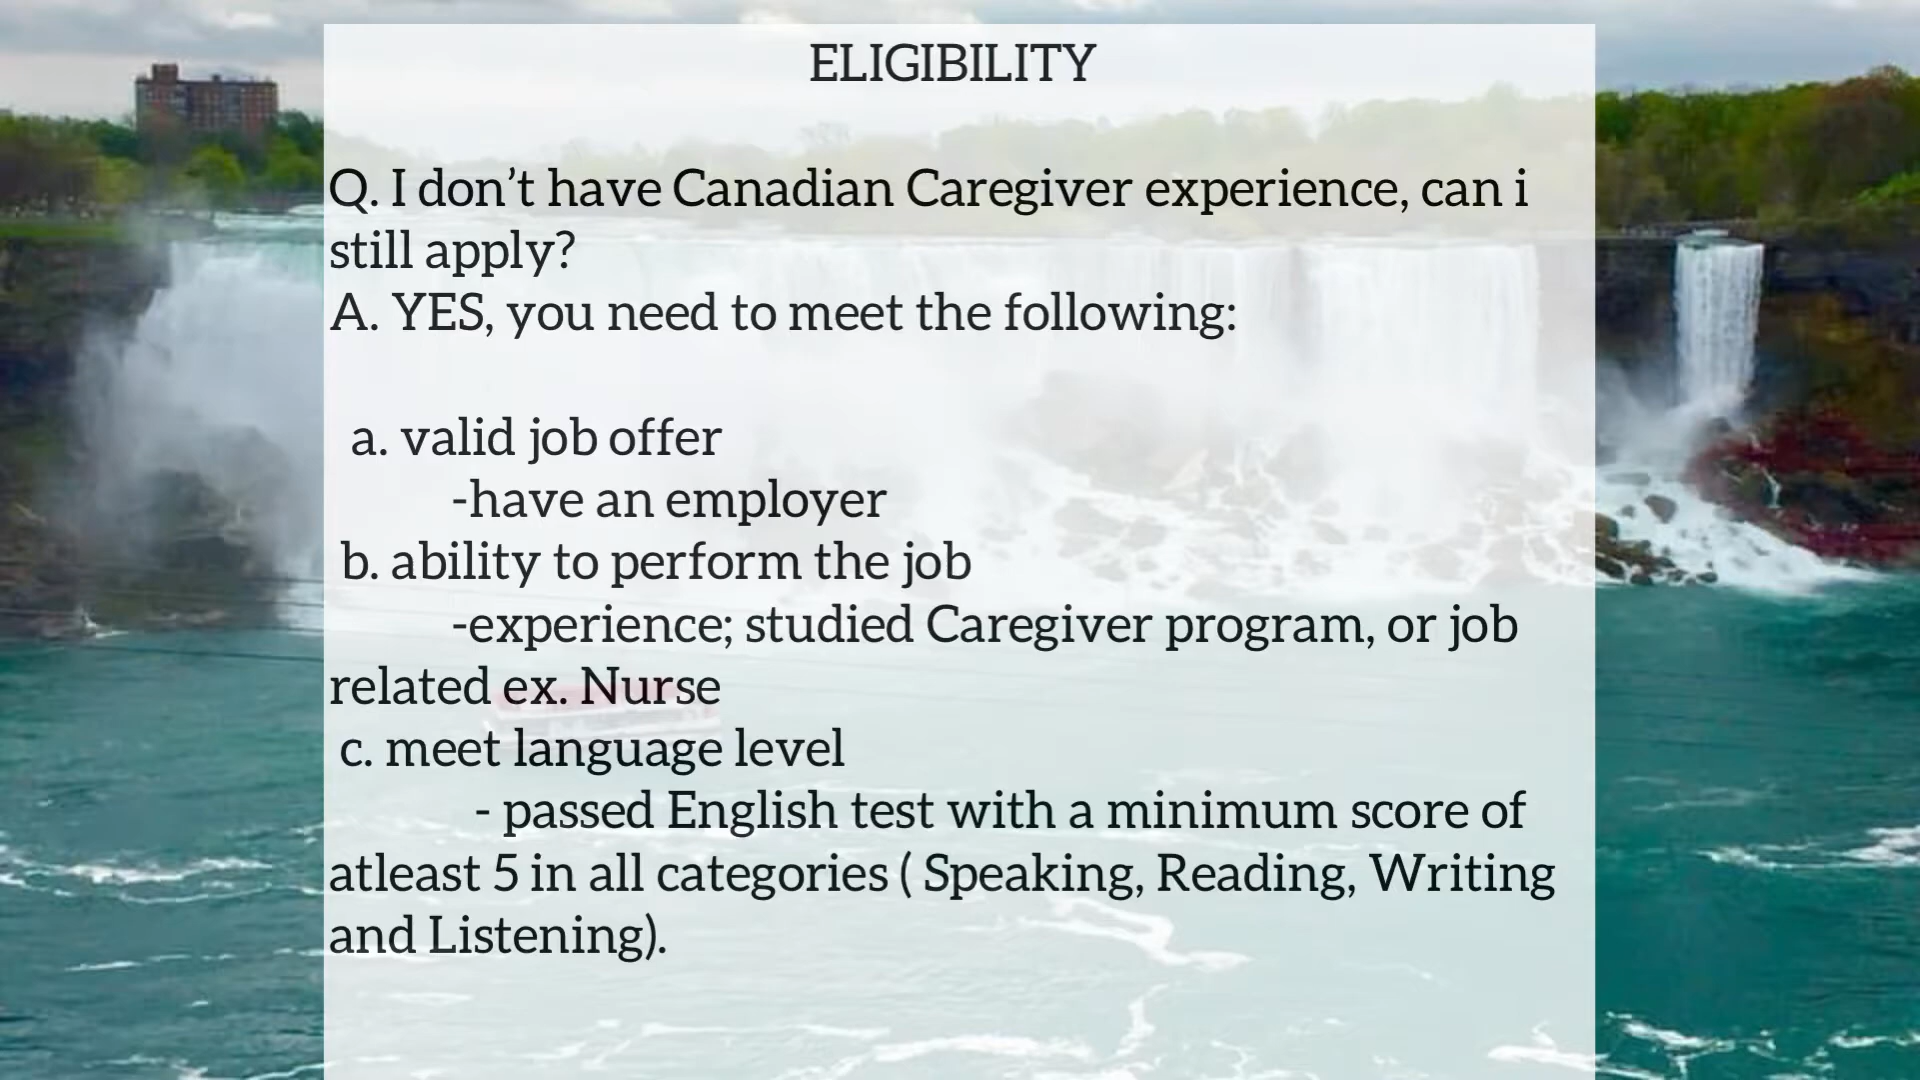 ELIGIBILITY
Q. I don’t have Canadian Caregiver experience, can i
still apply?
A. YES, you need to meet the following:
a. valid job offer
-have an employer
b. ability to perform the job
-experience; studied Caregiver program, or job
related ex. Nurse
c. meet language level
- passed English test with a minimum score of
atleast 5 in all categories ( Speaking, Reading, Writing
and Listening).